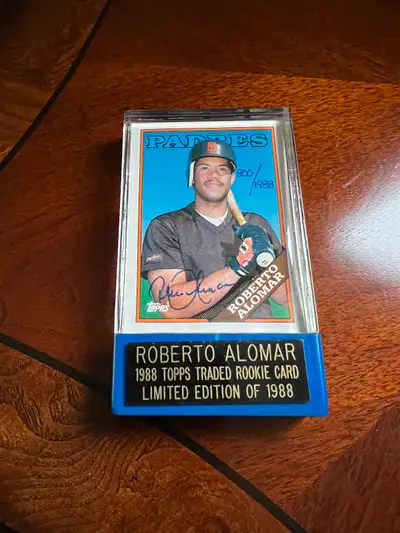 PADRES
800/
1988
Topps
ROBERTO
ALOMAR
ROBERTO ALOMAR
1988 TOPPS TRADED ROOKIE CARD
LIMITED EDITION OF 1988